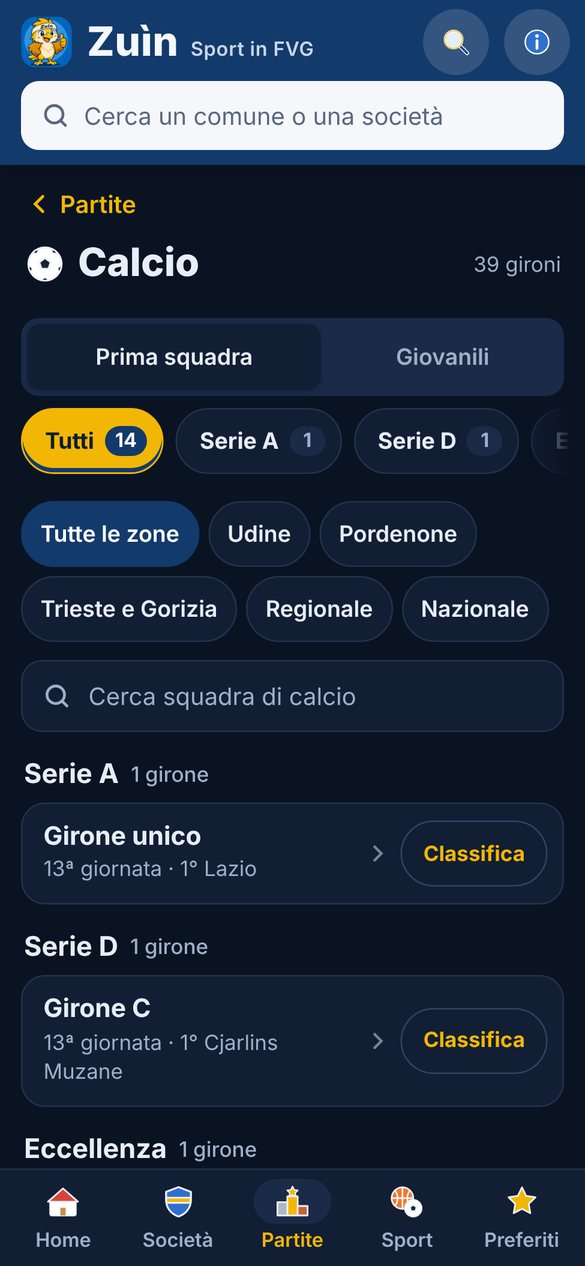 Zuìn Sport in FVG
Cerca un comune o una società
Partite
Calcio 39 gironi
Prima squadra Giovanili
Tutti 14 Serie A 1 Serie D 1 E
Tutte le zone Udine Pordenone
Trieste e Gorizia Regionale Nazionale
Cerca squadra di calcio
Serie A 1 girone
Girone unico
13ª giornata · 1° Lazio
Classifica
Serie D 1 girone
Girone C
13ª giornata · 1° Cjarlins
Muzane
Classifica
Eccellenza 1 girone
Home Società Partite Sport Preferiti